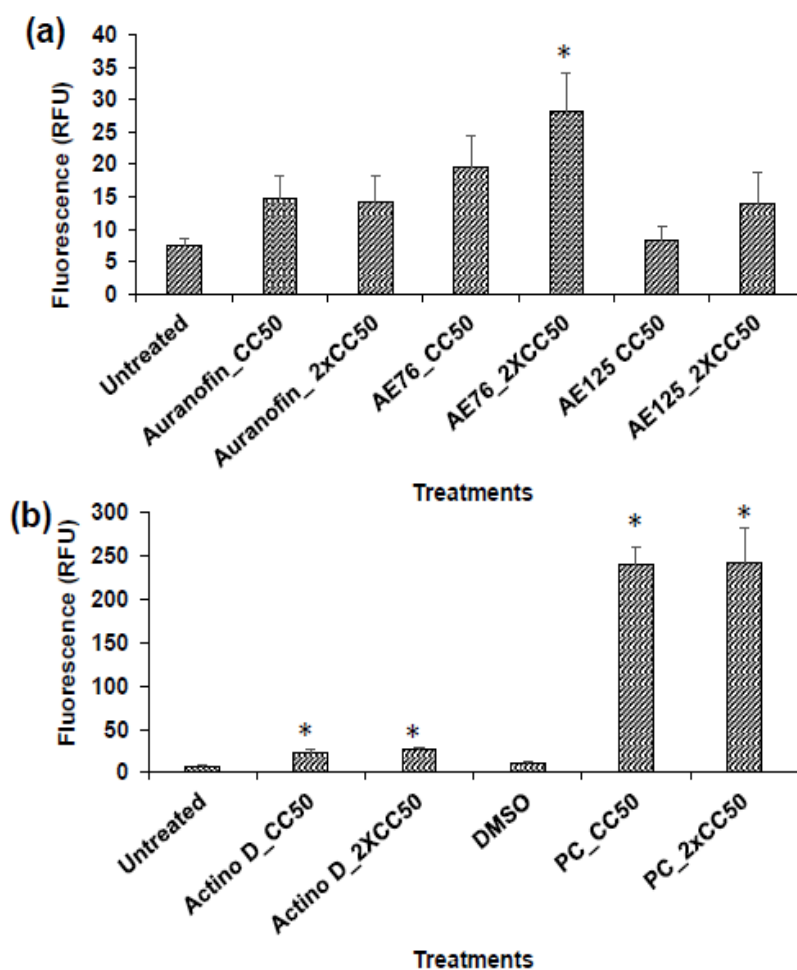 (a)
Fluorescence (RFU)
40
35
30
25
20
15
10
5
0
*
Untreated
Auranofin_CC50
Auranofin_ 2xCC50
AE76_CC50
AE76_2XCC50
AE125 CC50
AE125_2XCC50
Treatments
(b)
Fluorescence (RFU)
300
250
200
150
100
50
0
*
*
*
*
Untreated
Actino D_CC50
Actino D_2XCC50
DMSO
PC_CC50
PC_2xCC50
Treatments